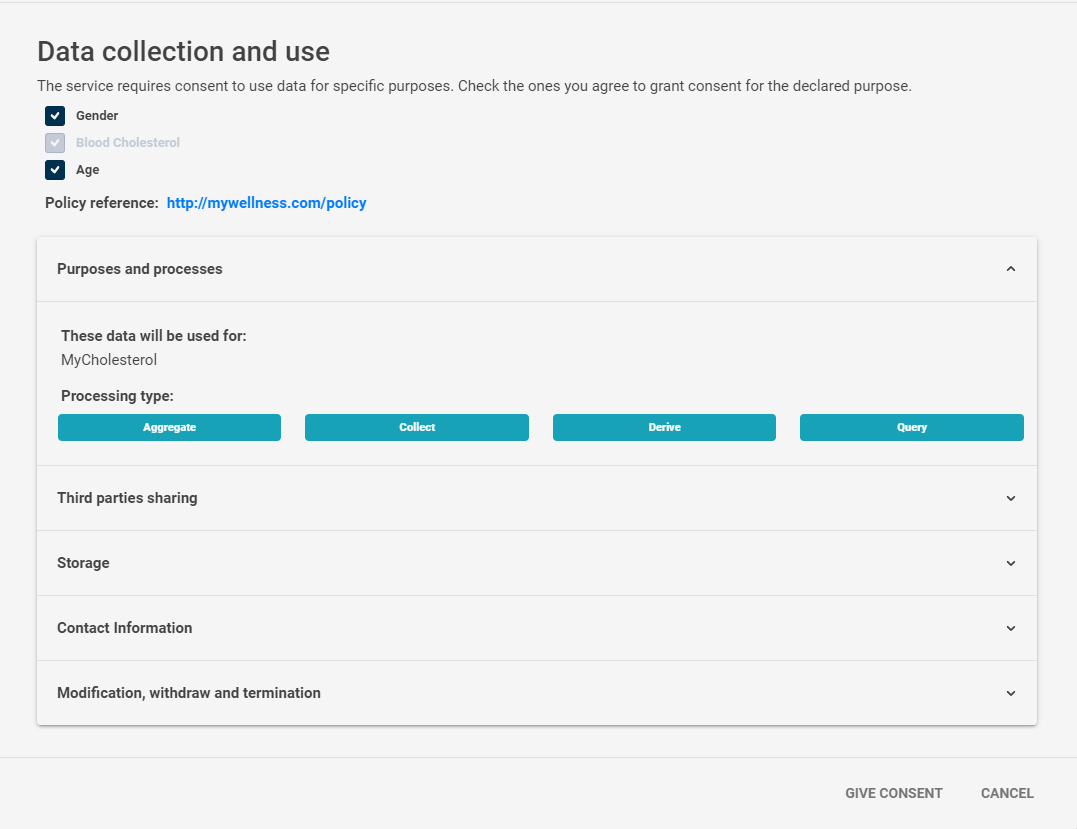 Data collection and use
The service requires consent to use data for specific purposes. Check the ones you agree to grant consent for the declared purpose.
Gender
Blood Cholesterol
Age
Policy reference: http://mywellness.com/policy
Purposes and processes
These data will be used for:
MyCholesterol
Processing type:
Aggregate Collect Derive Query
Third parties sharing
Storage
Contact Information
Modification, withdraw and termination
GIVE CONSENT CANCEL